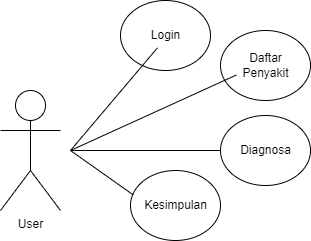 Login
Daftar
Penyakit
Diagnosa
Kesimpulan
User